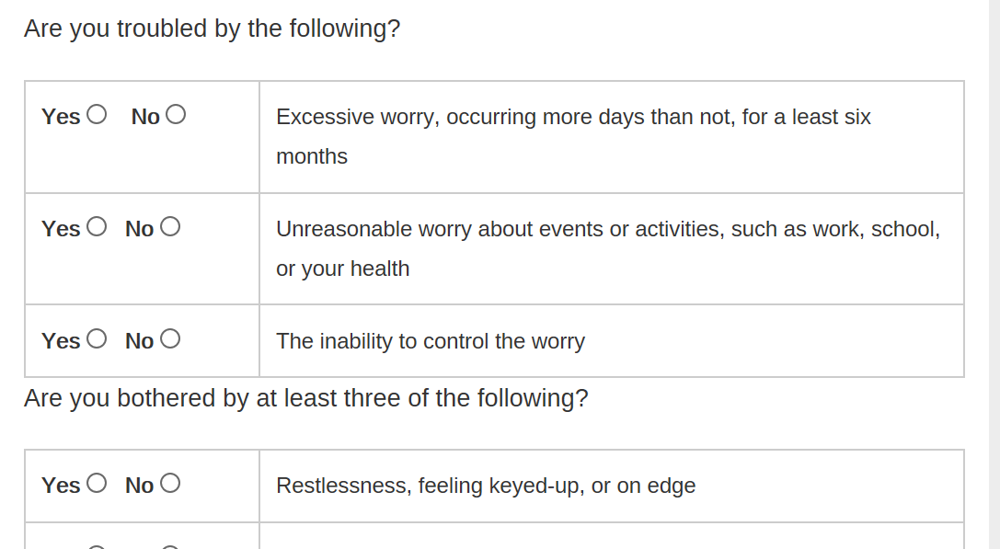 Are you troubled by the following?
Yes No Excessive worry, occurring more days than not, for a least six
months
Yes No Unreasonable worry about events or activities, such as work, school,
or your health
Yes No The inability to control the worry
Are you bothered by at least three of the following?
Yes No Restlessness, feeling keyed-up, or on edge